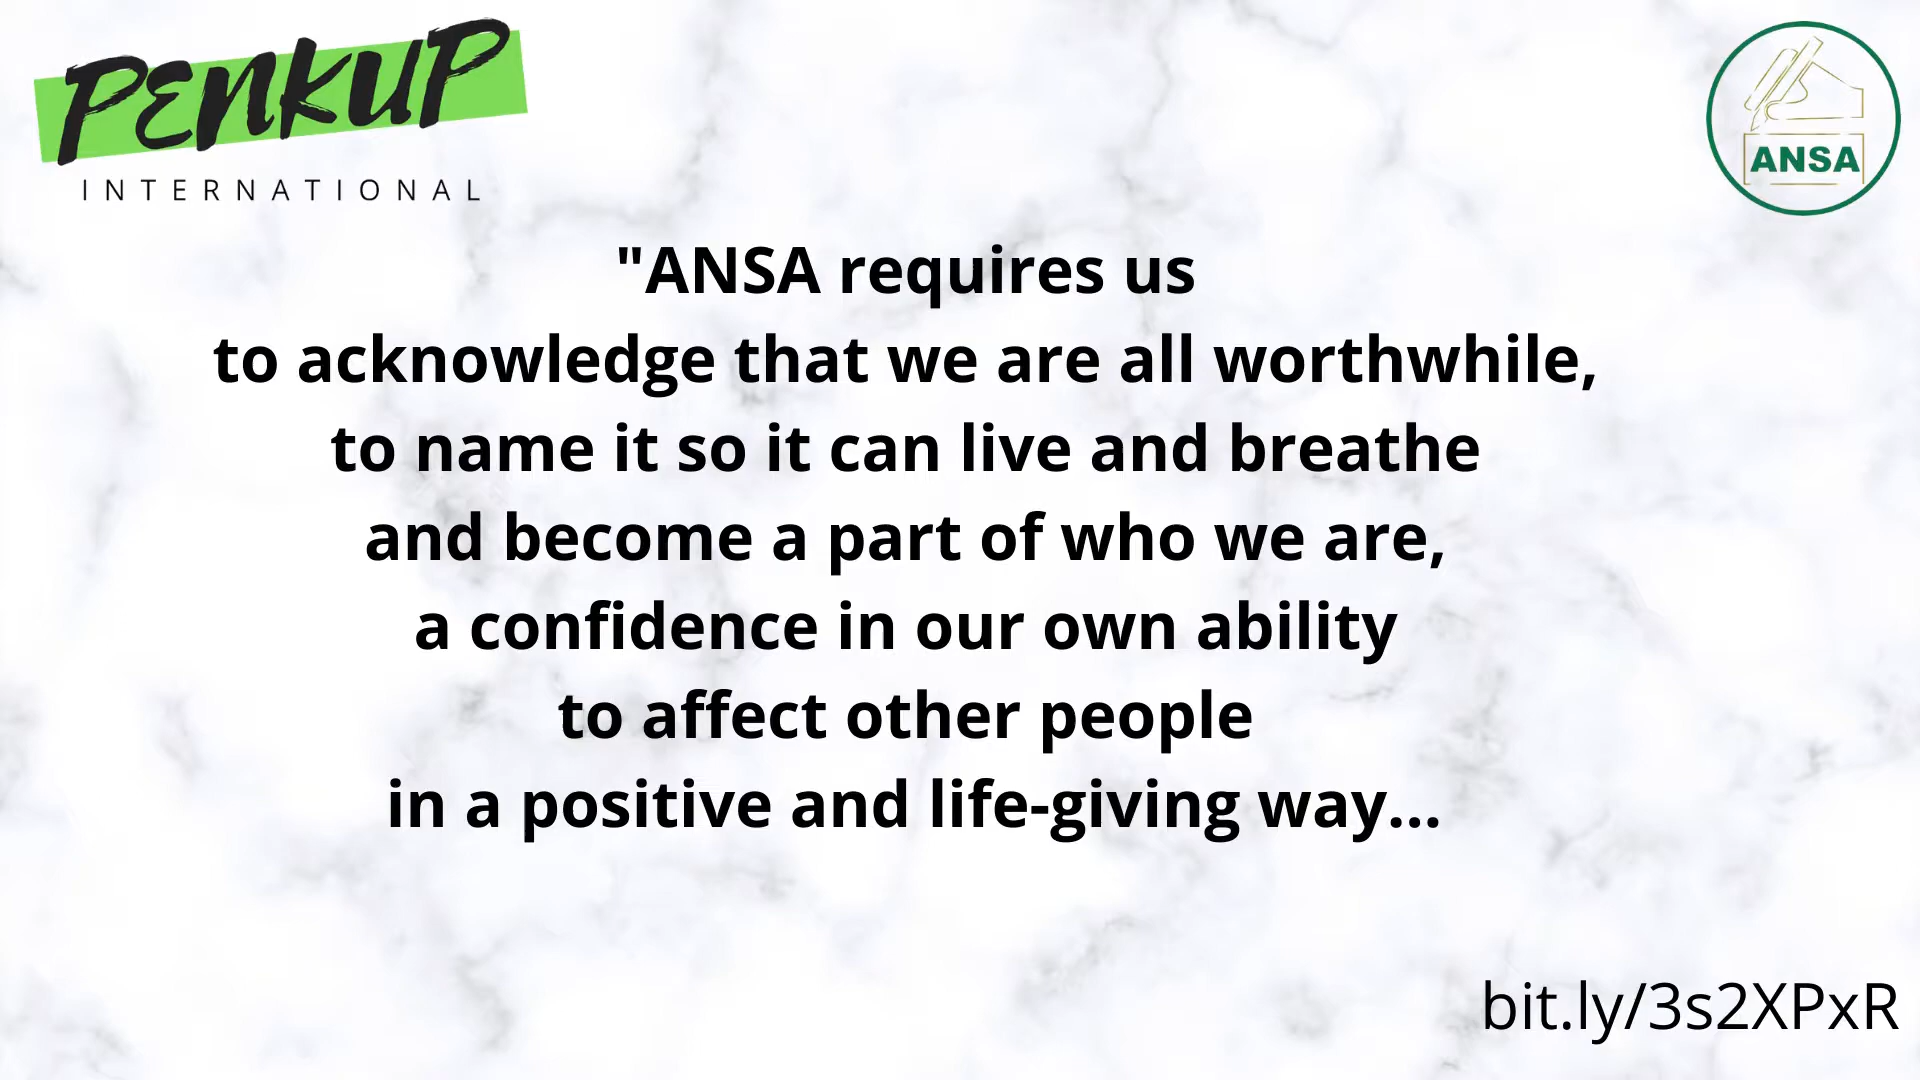 PENKUP
INTERNATIONAL
ANSA
"ANSA requires us
to acknowledge that we are all worthwhile,
to name it so it can live and breathe
and become a part of who we are,
a confidence in our own ability
to affect other people
in a positive and life-giving way...
bit.ly/3s2XPxR